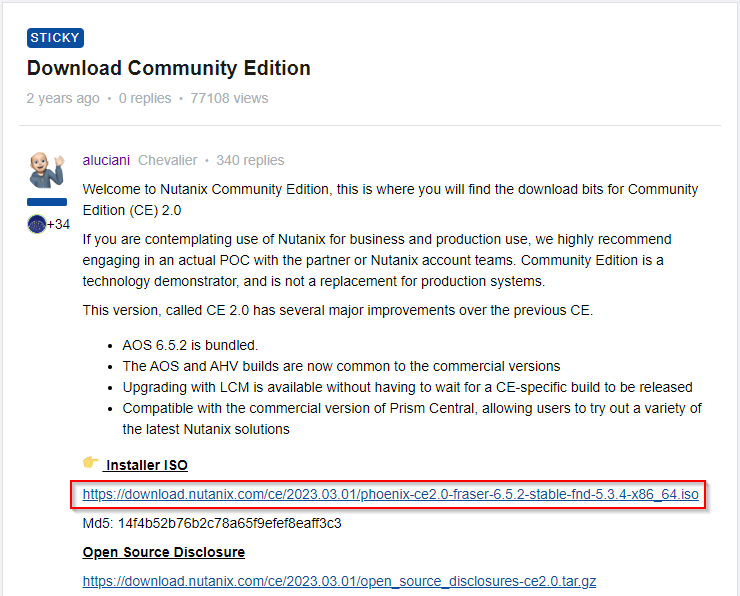 STICKY
Download Community Edition
2 years ago • 0 replies • 77108 views
aluciani Chevalier • 340 replies
Welcome to Nutanix Community Edition, this is where you will find the download bits for Community
Edition (CE) 2.0
+34
If you are contemplating use of Nutanix for business and production use, we highly recommend
engaging in an actual POC with the partner or Nutanix account teams. Community Edition is a
technology demonstrator, and is not a replacement for production systems.
This version, called CE 2.0 has several major improvements over the previous CE.
• AOS 6.5.2 is bundled.
• The AOS and AHV builds are now common to the commercial versions
• Upgrading with LCM is available without having to wait for a CE-specific build to be released
• Compatible with the commercial version of Prism Central, allowing users to try out a variety of
the latest Nutanix solutions
👉 Installer ISO
https://download.nutanix.com/ce/2023.03.01/phoenix-ce2.0-fraser-6.5.2-stable-fnd-5.3.4-x86_64.iso
Md5: 14f4b52b76b2c78a65f9efef8eaff3c3
Open Source Disclosure
https://download.nutanix.com/ce/2023.03.01/open_source_disclosures-ce2.0.tar.gz